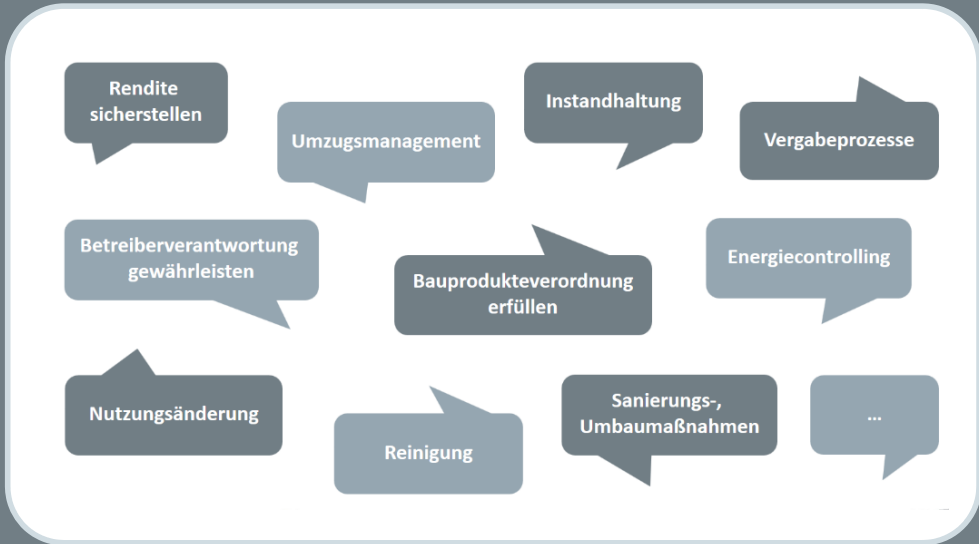 Rendite
sicherstellen
Umzugsmanagement
Instandhaltung
Vergabeprozesse
Betreiberverantwortung
gewährleisten
Bauprodukteverordnung
erfüllen
Energiecontrolling
Nutzungsänderung
Reinigung
Sanierungs-,
Umbaumaßnahmen
...